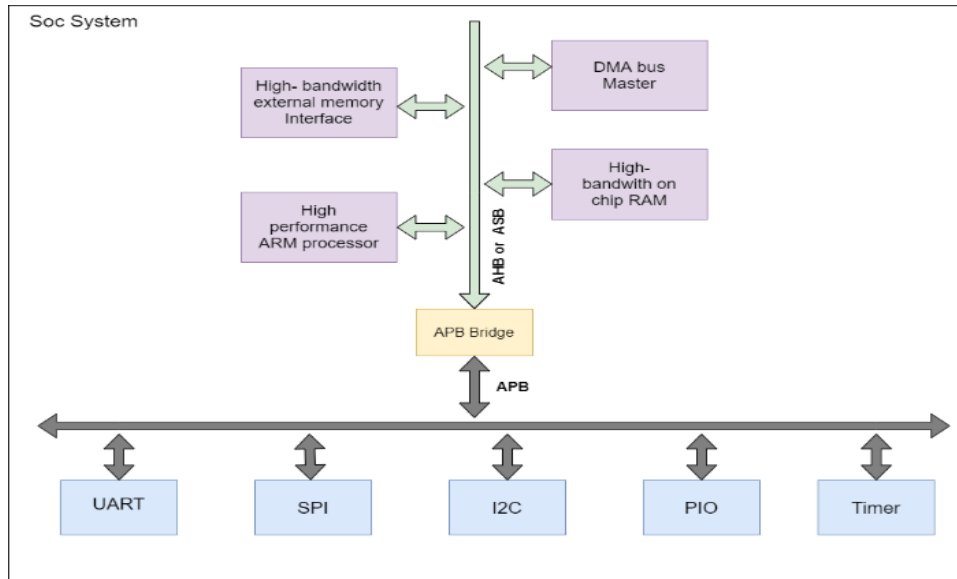 Soc System
High- bandwidth
external memory
Interface
DMA bus
Master
High
performance
ARM processor
High-
bandwith on
chip RAM
AHB or ASB
APB Bridge
APB
UART
SPI
I2C
PIO
Timer